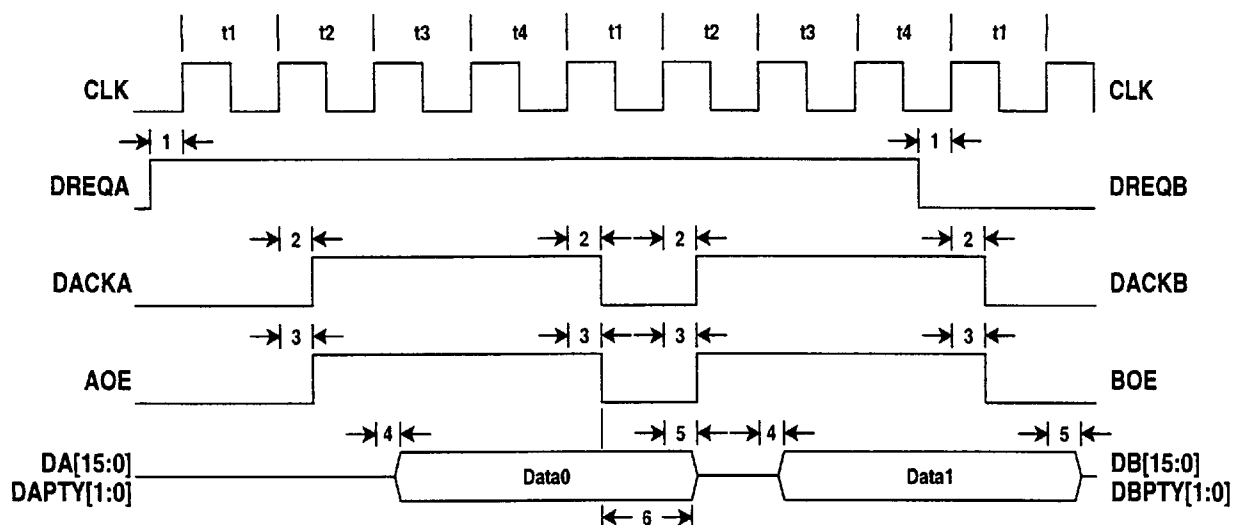 t1 t2 t3 t4 t1 t2 t3 t4 t1
CLK CLK
1 1
DREQA DREQB
2 2 2 2
DACKA DACKB
3 3 3 3
AOE BOE
4 5 4 5
DA[15:0] Data0 Data1 DB[15:0]
DAPTY[1:0] DBPTY[1:0]
6